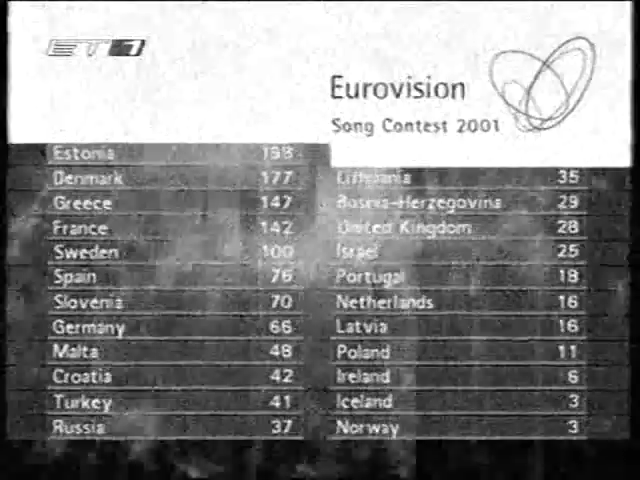 ET1
Eurovision
Song Contest 2001
Estonia 198
Denmark 177
Greece 147
France 142
Sweden 100
Spain 76
Slovenia 70
Germany 66
Malta 48
Croatia 42
Turkey 41
Russia 37
Lithuania 35
Bosnia-Herzegovina 29
United Kingdom 28
Israel 25
Portugal 18
Netherlands 16
Latvia 16
Poland 11
Ireland 6
Iceland 3
Norway 3